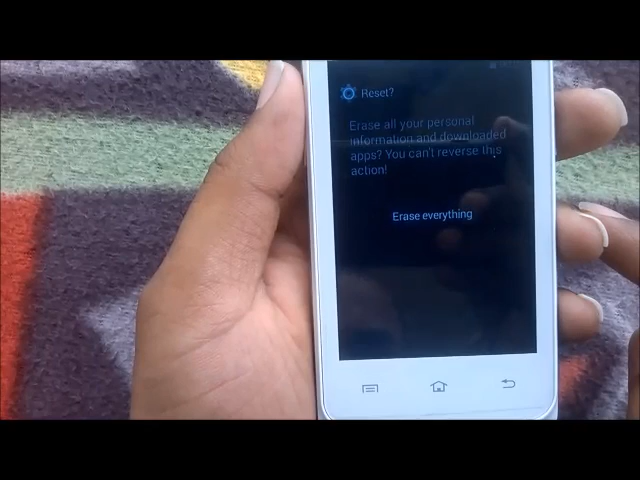 Reset?
Erase all your personal
information and downloaded
apps? You can't reverse this
action!
Erase everything